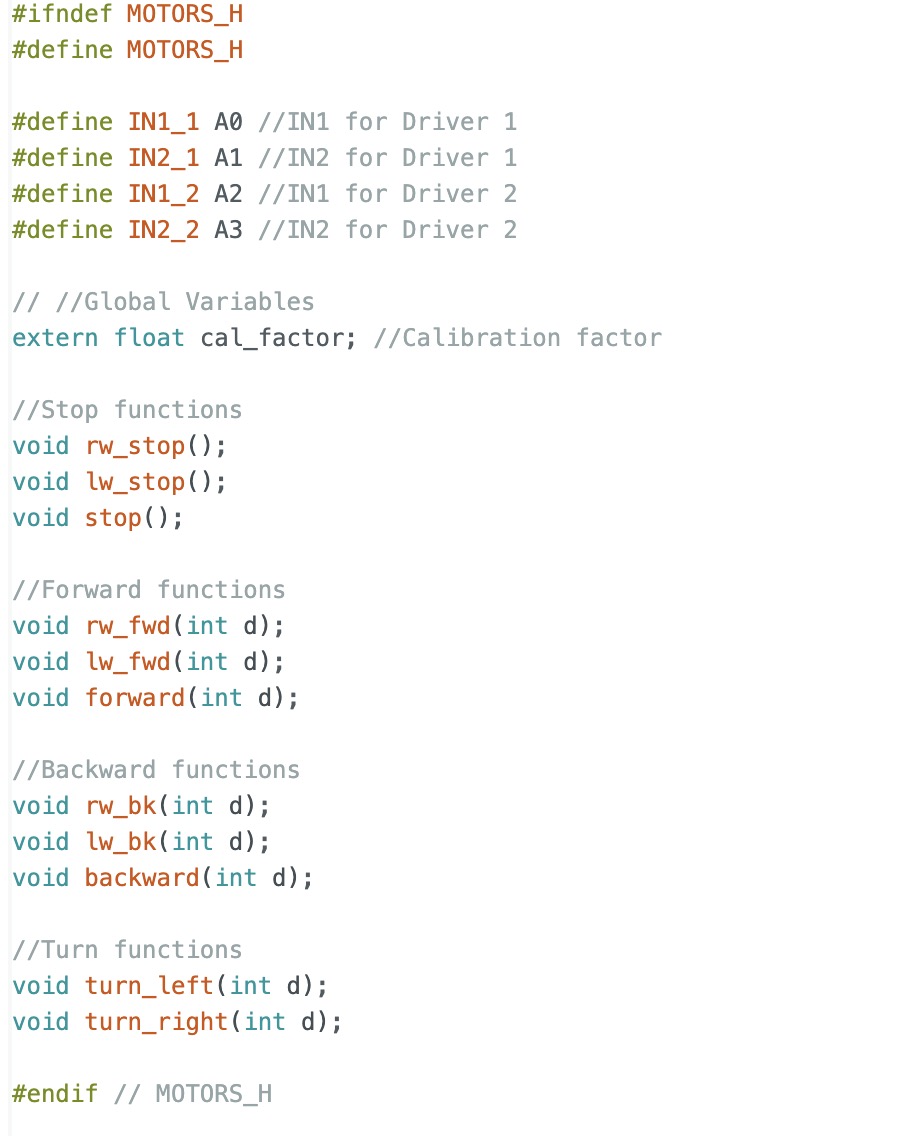 #ifndef MOTORS_H
#define MOTORS_H
#define IN1_1 A0 //IN1 for Driver 1
#define IN2_1 A1 //IN2 for Driver 1
#define IN1_2 A2 //IN1 for Driver 2
#define IN2_2 A3 //IN2 for Driver 2
// //Global Variables
extern float cal_factor; //Calibration factor
//Stop functions
void rw_stop();
void lw_stop();
void stop();
//Forward functions
void rw_fwd(int d);
void lw_fwd(int d);
void forward(int d);
//Backward functions
void rw_bk(int d);
void lw_bk(int d);
void backward(int d);
//Turn functions
void turn_left(int d);
void turn_right(int d);
#endif // MOTORS_H